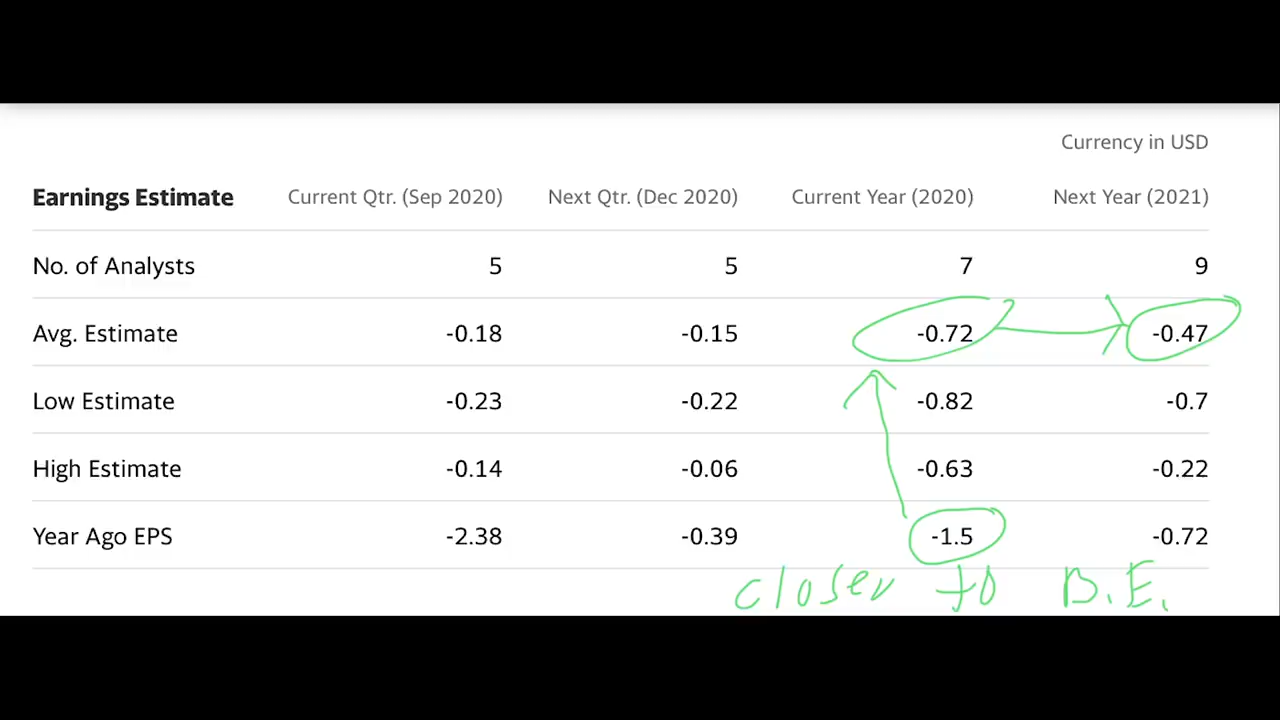 Currency in USD
Earnings Estimate Current Qtr. (Sep 2020) Next Qtr. (Dec 2020) Current Year (2020) Next Year (2021)
No. of Analysts 5 5 7 9
Avg. Estimate -0.18 -0.15 -0.72 -0.47
Low Estimate -0.23 -0.22 -0.82 -0.7
High Estimate -0.14 -0.06 -0.63 -0.22
Year Ago EPS -2.38 -0.39 -1.5 -0.72
closer to B.E.